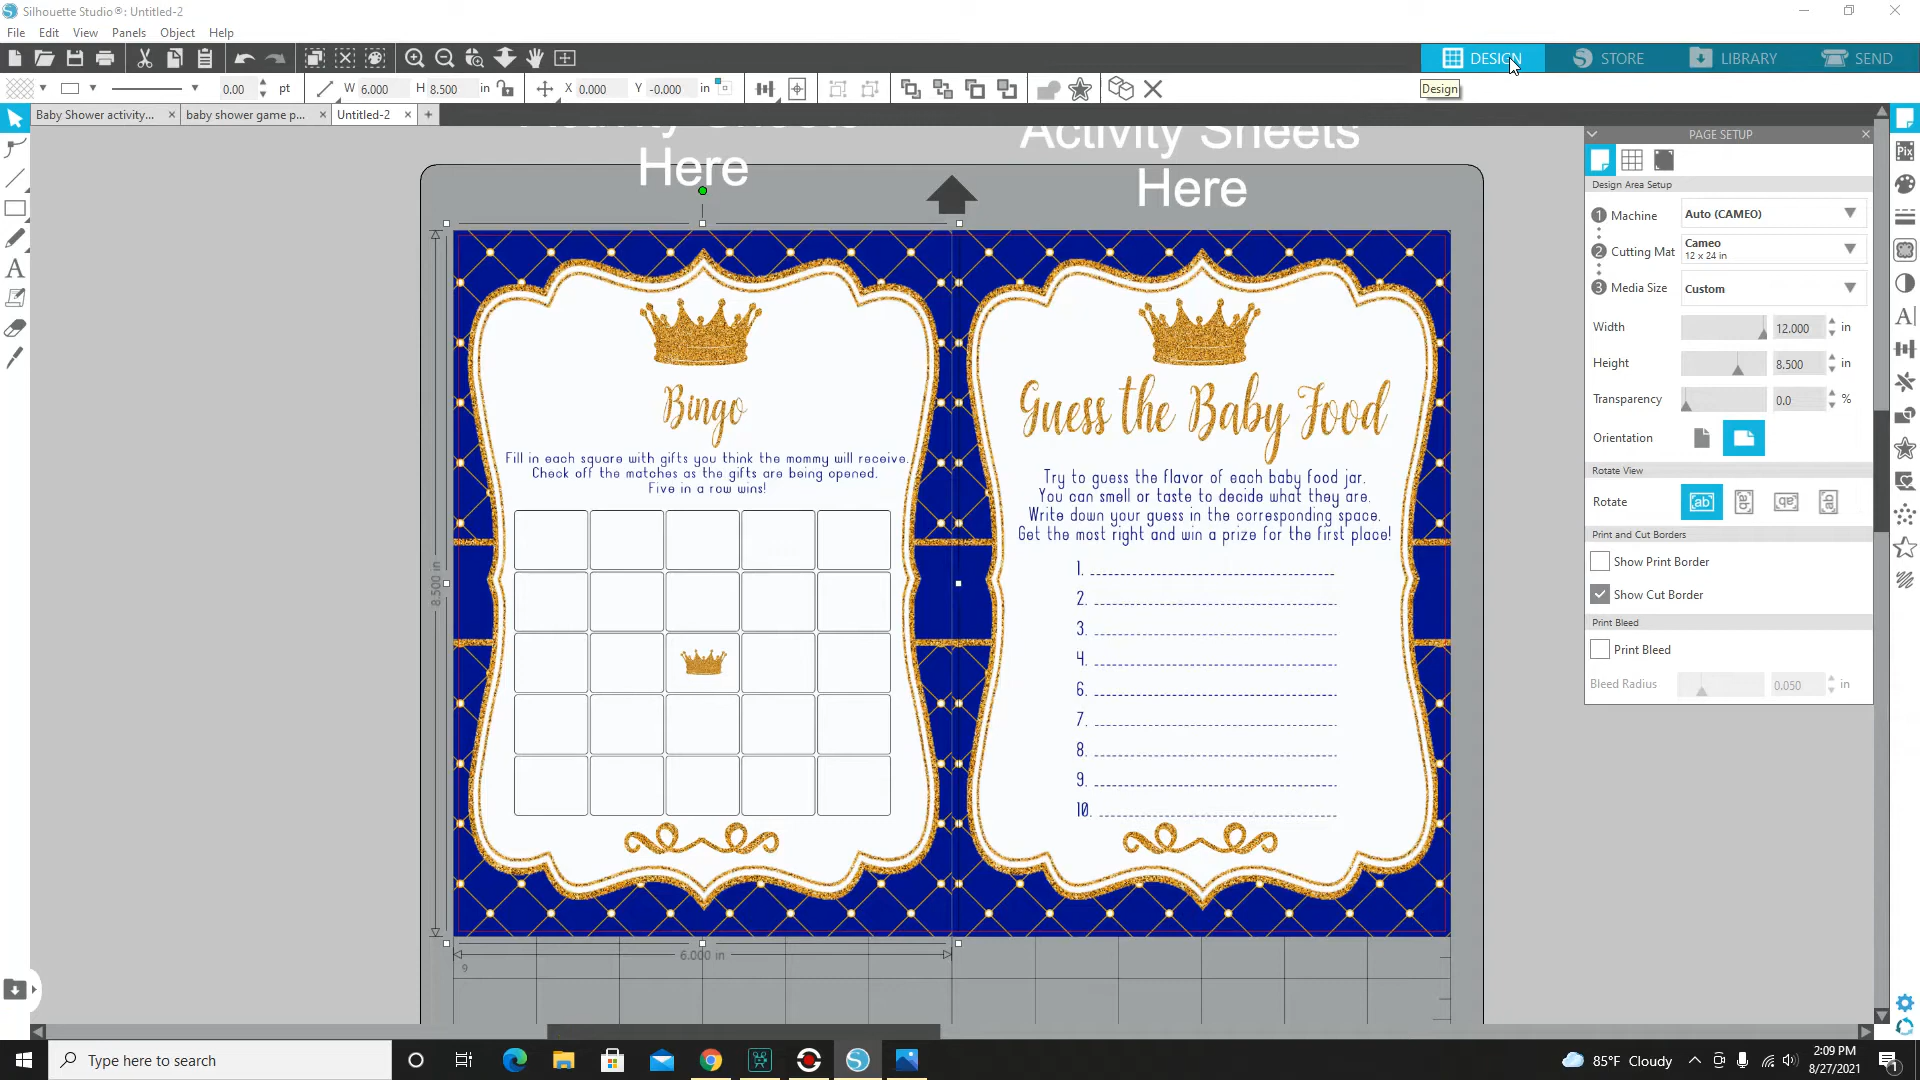 Silhouette Studio®: Untitled-2
File Edit View Panels Object Help
DESIGN STORE LIBRARY SEND
0.00 pt W 6.000 H 8.500 in X 0.000 Y -0.000 in
Design
Baby Shower activity... baby shower game p... Untitled-2
Here
Activity Sheets
Here
8.500 in
Bingo
Fill in each square with gifts you think the mommy will receive.
Check off the matches as the gifts are being opened.
Five in a row wins!
6.000 in
9
Guess the Baby Food
Try to guess the flavor of each baby food jar.
You can smell or taste to decide what they are.
Write down your guess in the corresponding space.
Get the most right and win a prize for the first place!
1.
2.
3.
4.
6.
7.
8.
9.
10.
PAGE SETUP
Design Area Setup
1 Machine Auto (CAMEO)
2 Cutting Mat Cameo
12 x 24 in
3 Media Size Custom
Width 12.000 in
Height 8.500 in
Transparency 0.0 %
Orientation
Rotate View
Rotate
Print and Cut Borders
Show Print Border
Show Cut Border
Print Bleed
Print Bleed
Bleed Radius 0.050 in
Type here to search
85°F Cloudy
2:09 PM
8/27/2021